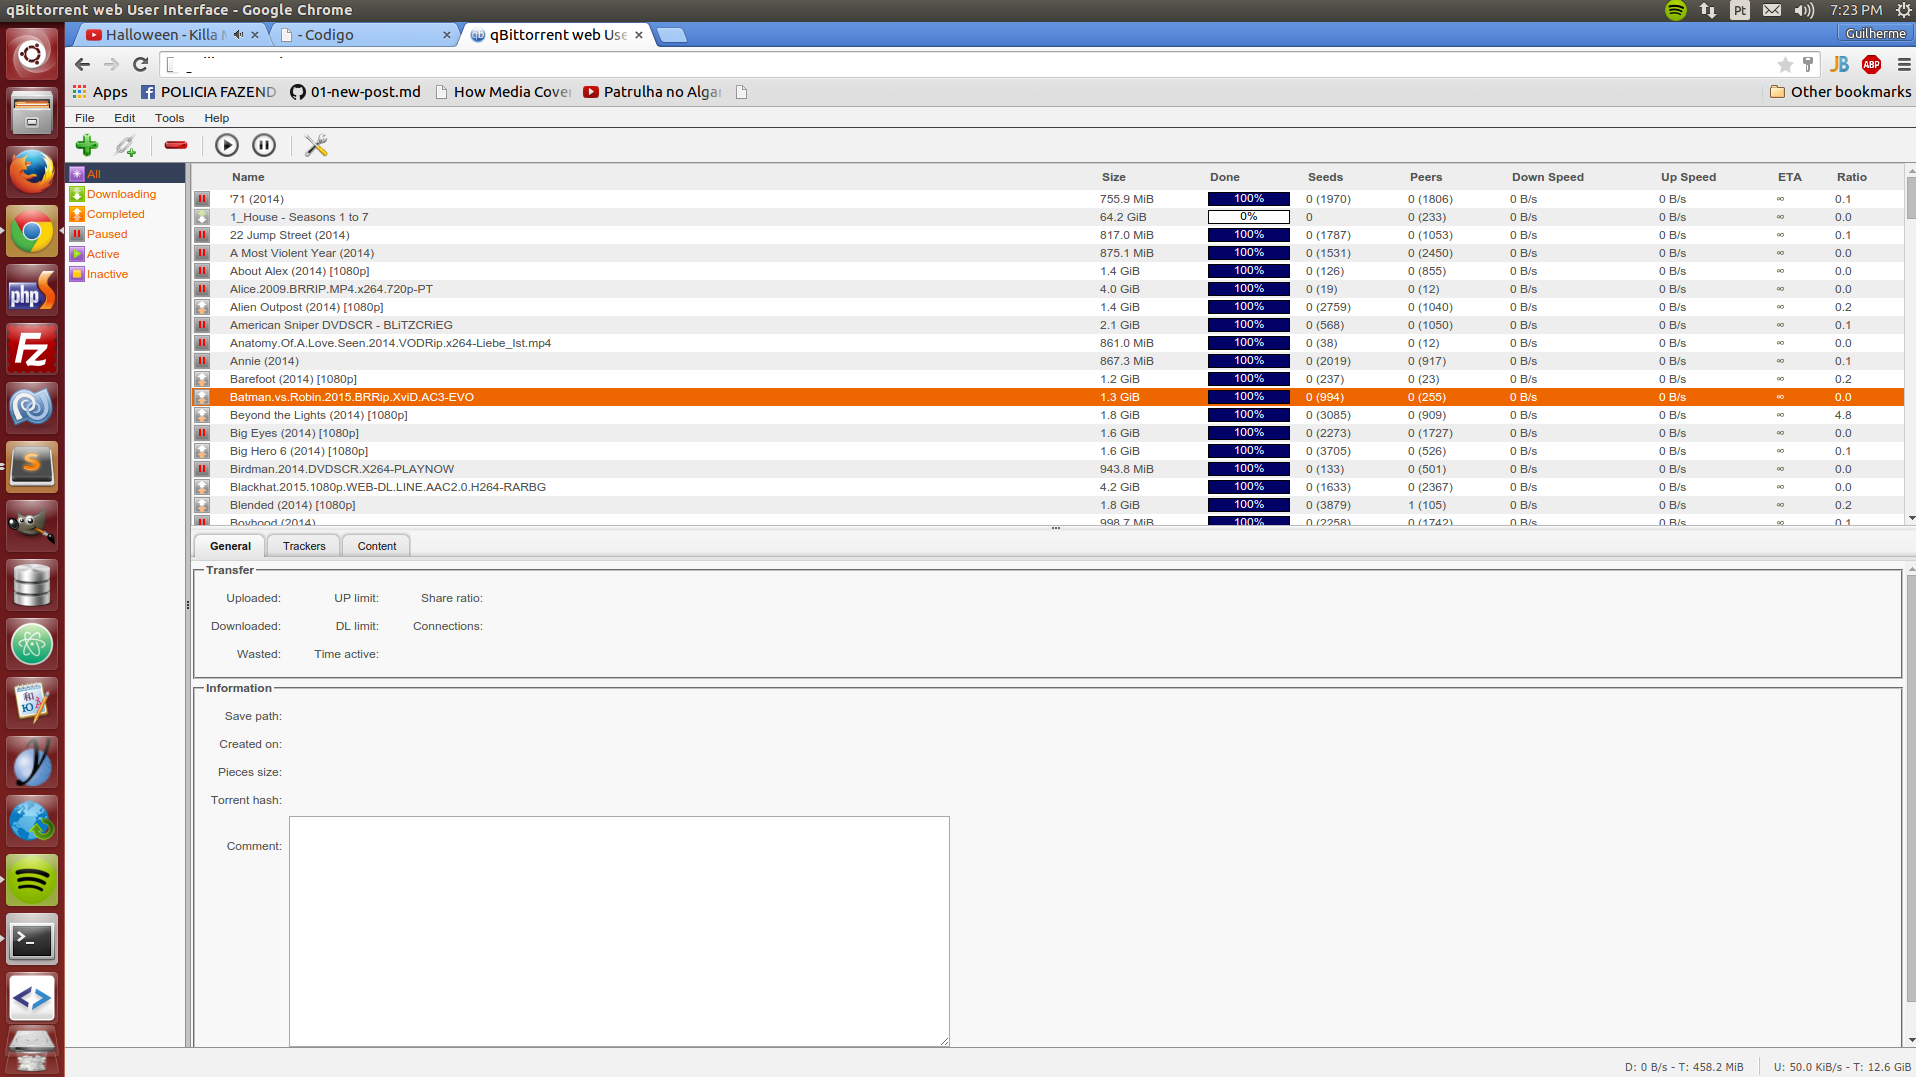 qBittorrent web User Interface - Google Chrome
Pt
7:23 PM
Halloween - Killa
- Codigo
qBittorrent web Use
Guilherme
JB
ABP
Apps
POLICIA FAZEND
01-new-post.md
How Media Cove
Patrulha no Alga
Other bookmarks
File Edit Tools Help
All
Downloading
Completed
Paused
Active
Inactive
Name Size Done Seeds Peers Down Speed Up Speed ETA Ratio
'71 (2014) 755.9 MiB 100% 0 (1970) 0 (1806) 0 B/s 0 B/s ∞ 0.1
1_House - Seasons 1 to 7 64.2 GiB 0% 0 0 (233) 0 B/s 0 B/s ∞ 0.0
22 Jump Street (2014) 817.0 MiB 100% 0 (1787) 0 (1053) 0 B/s 0 B/s ∞ 0.1
A Most Violent Year (2014) 875.1 MiB 100% 0 (1531) 0 (2450) 0 B/s 0 B/s ∞ 0.0
About Alex (2014) [1080p] 1.4 GiB 100% 0 (126) 0 (855) 0 B/s 0 B/s ∞ 0.0
Alice.2009.BRRIP.MP4.x264.720p-PT 4.0 GiB 100% 0 (19) 0 (12) 0 B/s 0 B/s ∞ 0.0
Alien Outpost (2014) [1080p] 1.4 GiB 100% 0 (2759) 0 (1040) 0 B/s 0 B/s ∞ 0.2
American Sniper DVDSCR - BLiTZCRiEG 2.1 GiB 100% 0 (568) 0 (1050) 0 B/s 0 B/s ∞ 0.1
Anatomy.Of.A.Love.Seen.2014.VODRip.x264-Liebe_Ist.mp4 861.0 MiB 100% 0 (38) 0 (12) 0 B/s 0 B/s ∞ 0.0
Annie (2014) 867.3 MiB 100% 0 (2019) 0 (917) 0 B/s 0 B/s ∞ 0.1
Barefoot (2014) [1080p] 1.2 GiB 100% 0 (237) 0 (23) 0 B/s 0 B/s ∞ 0.2
Batman.vs.Robin.2015.BRRip.XviD.AC3-EVO 1.3 GiB 100% 0 (994) 0 (255) 0 B/s 0 B/s ∞ 0.0
Beyond the Lights (2014) [1080p] 1.8 GiB 100% 0 (3085) 0 (909) 0 B/s 0 B/s ∞ 4.8
Big Eyes (2014) [1080p] 1.6 GiB 100% 0 (2273) 0 (1727) 0 B/s 0 B/s ∞ 0.0
Big Hero 6 (2014) [1080p] 1.6 GiB 100% 0 (3705) 0 (526) 0 B/s 0 B/s ∞ 0.1
Birdman.2014.DVDSCR.X264-PLAYNOW 943.8 MiB 100% 0 (133) 0 (501) 0 B/s 0 B/s ∞ 0.0
Blackhat.2015.1080p.WEB-DL.LINE.AAC2.0.H264-RARBG 4.2 GiB 100% 0 (1633) 0 (2367) 0 B/s 0 B/s ∞ 0.0
Blended (2014) [1080p] 1.8 GiB 100% 0 (3879) 1 (105) 0 B/s 0 B/s ∞ 0.2
Boyhood (2014) 998.7 MiB 100% 0 (2258) 0 (1742) 0 B/s 0 B/s ∞ 0.1
General Trackers Content
Transfer
Uploaded: UP limit: Share ratio:
Downloaded: DL limit: Connections:
Wasted: Time active:
Information
Save path:
Created on:
Pieces size:
Torrent hash:
Comment:
D: 0 B/s - T: 458.2 MiB
U: 50.0 KiB/s - T: 12.6 GiB